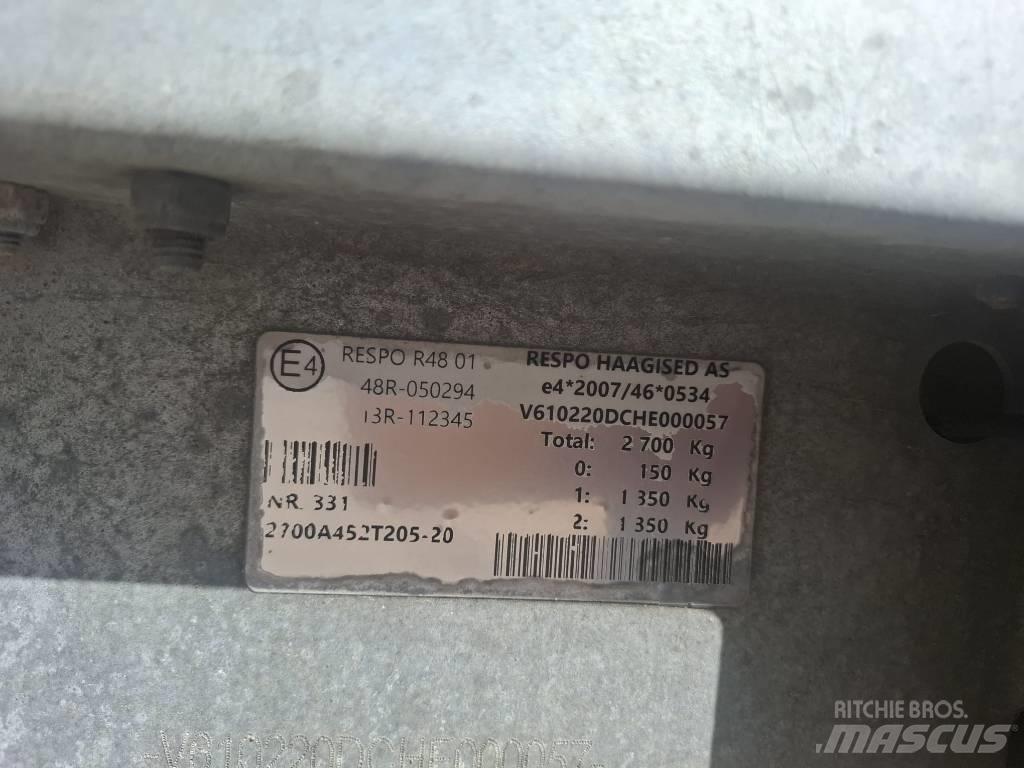 E4
RESPO R48 01
48R-050294
13R-112345
NR. 331
2700A452T205-20
RESPO HAAGISED AS
e4*2007/46*0534
V610220DCHE000057
Total: 2 700 Kg
0: 150 Kg
1: 1 350 Kg
2: 1 350 Kg
V610220DCHE000057
RITCHIE BROS.
MASCUS